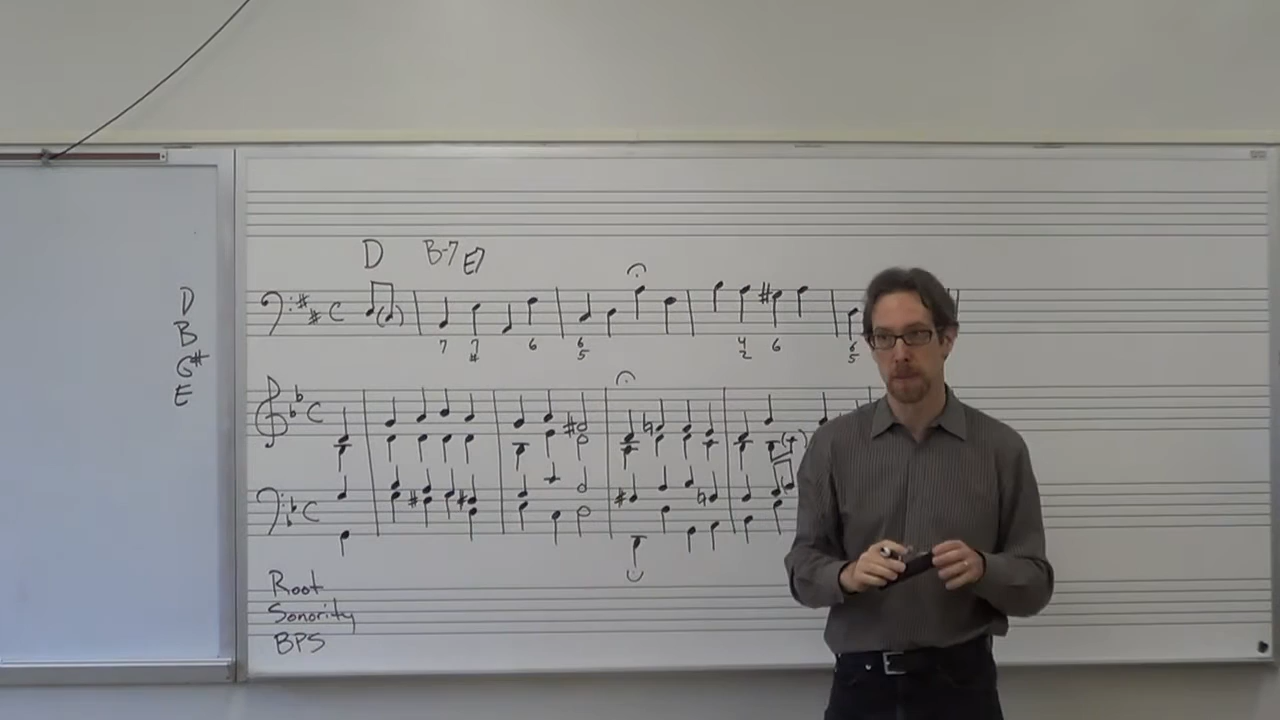 D B-7 E7
D
B
G#
E
7 7 6 6 4 6 6
# 5 2 5
Root
Sonority
BPS